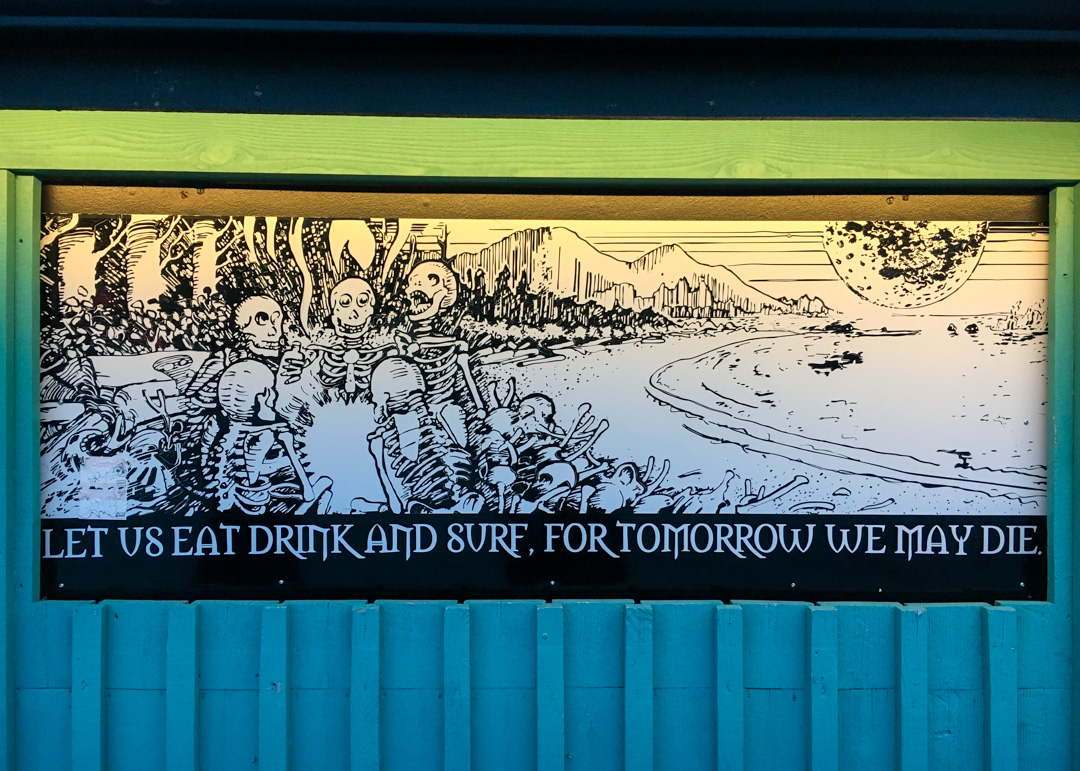 LET US EAT DRINK AND SURF, FOR TOMORROW WE MAY DIE.